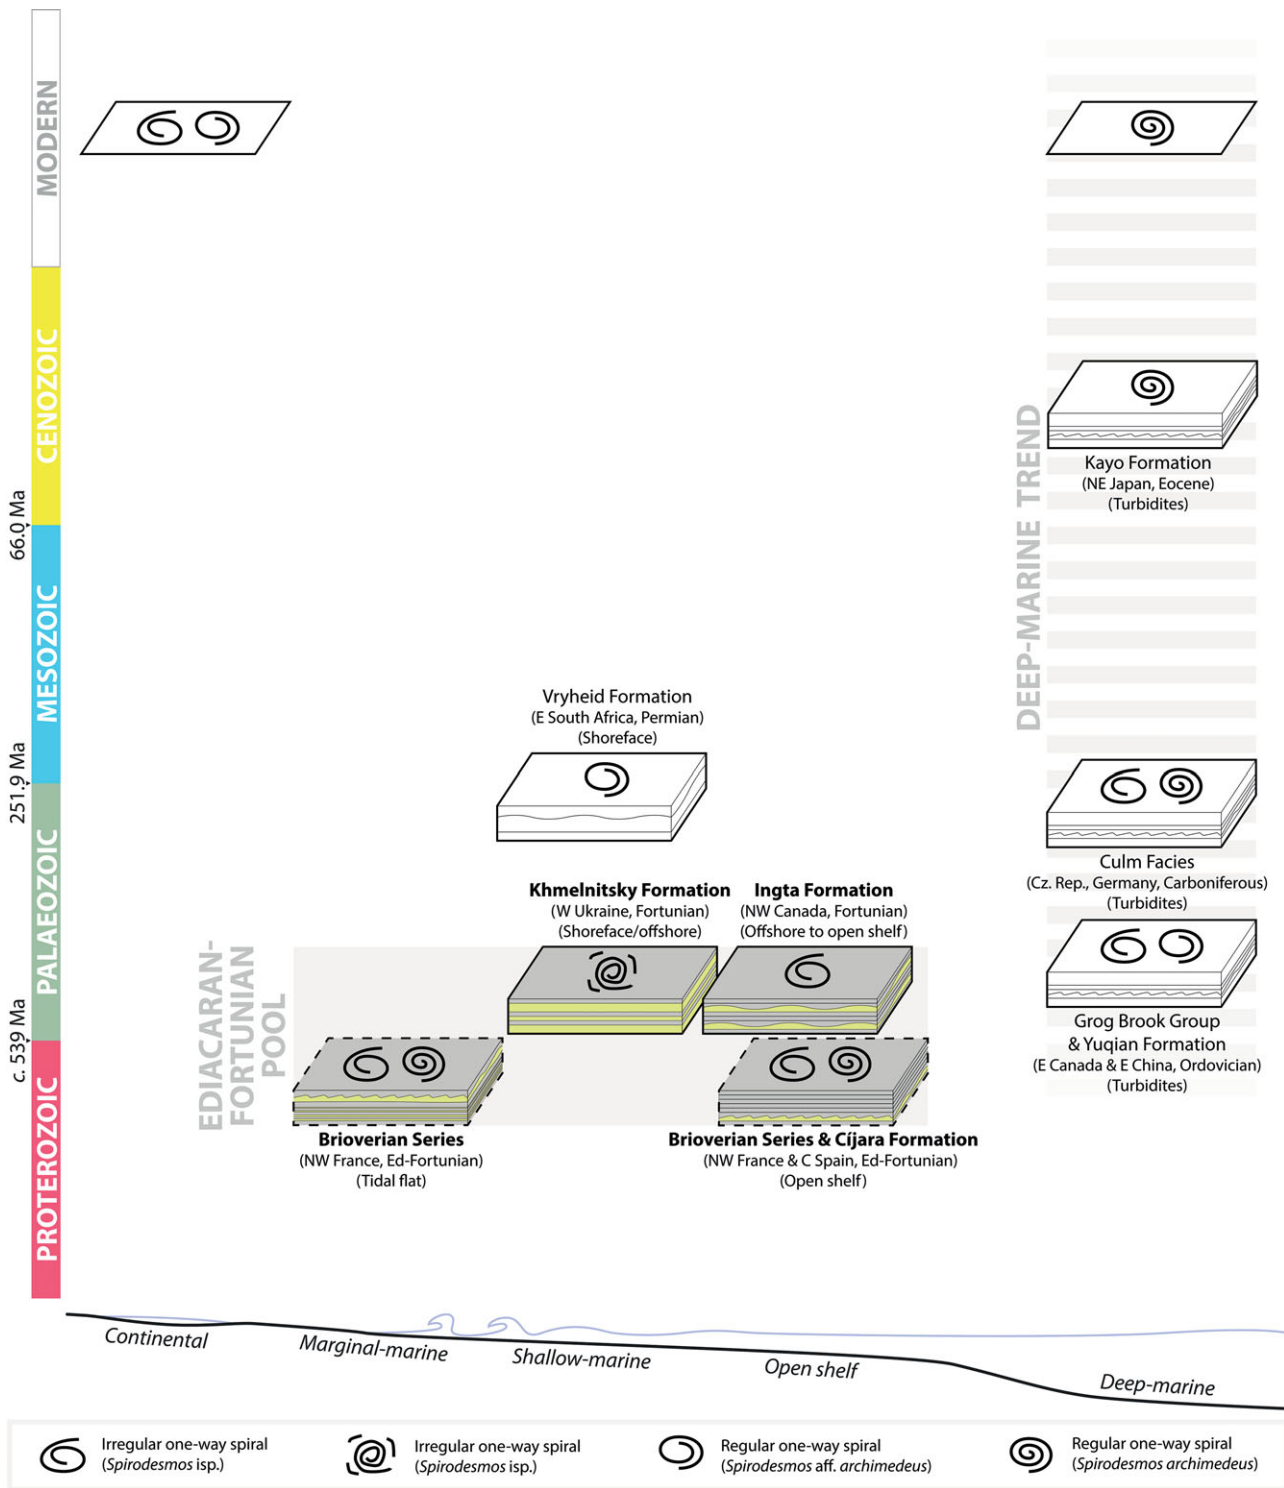 MODERN
CENOZOIC
66.0 Ma
MESOZOIC
251.9 Ma
PALAEOZOIC
c. 539 Ma
PROTEROZOIC
DEEP-MARINE TREND
Kayo Formation
(NE Japan, Eocene)
(Turbidites)
Vryheid Formation
(E South Africa, Permian)
(Shoreface)
Culm Facies
(Cz. Rep., Germany, Carboniferous)
(Turbidites)
EDIACARAN-
FORTUNIAN
POOL
Khmelnitsky Formation
(W Ukraine, Fortunian)
(Shoreface/offshore)
Ingta Formation
(NW Canada, Fortunian)
(Offshore to open shelf)
Grog Brook Group
& Yuqian Formation
(E Canada & E China, Ordovician)
(Turbidites)
Brioverian Series
(NW France, Ed-Fortunian)
(Tidal flat)
Brioverian Series & Cíjara Formation
(NW France & C Spain, Ed-Fortunian)
(Open shelf)
Continental
Marginal-marine
Shallow-marine
Open shelf
Deep-marine
Irregular one-way spiral
(Spirodesmos isp.)
Irregular one-way spiral
(Spirodesmos isp.)
Regular one-way spiral
(Spirodesmos aff. archimedeus)
Regular one-way spiral
(Spirodesmos archimedeus)